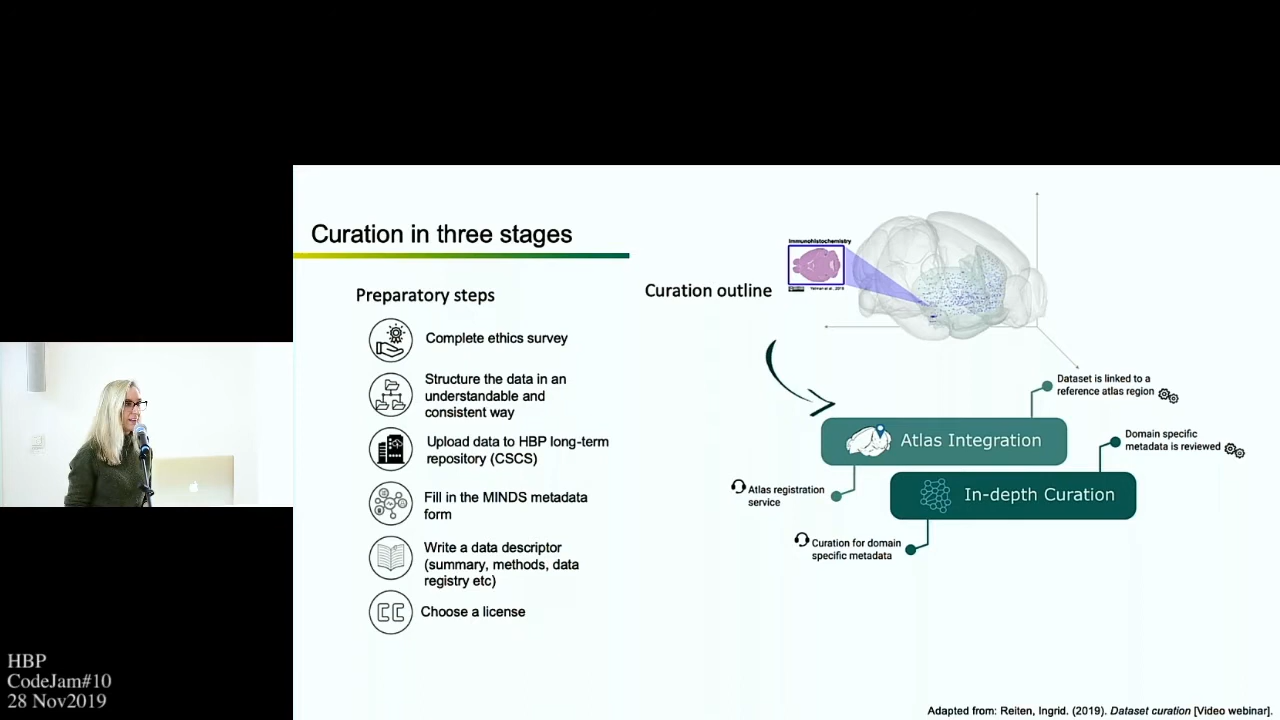 Curation in three stages
Preparatory steps
Complete ethics survey
Structure the data in an
understandable and
consistent way
Upload data to HBP long-term
repository (CSCS)
Fill in the MINDS metadata
form
Write a data descriptor
(summary, methods, data
registry etc)
Choose a license
Curation outline
Immunohistochemistry
Dataset is linked to a
reference atlas region
Atlas Integration
Domain specific
metadata is reviewed
Atlas registration
service
In-depth Curation
Curation for domain
specific metadata
HBP
CodeJam#10
28 Nov2019
Adapted from: Reiten, Ingrid. (2019). Dataset curation [Video webinar].